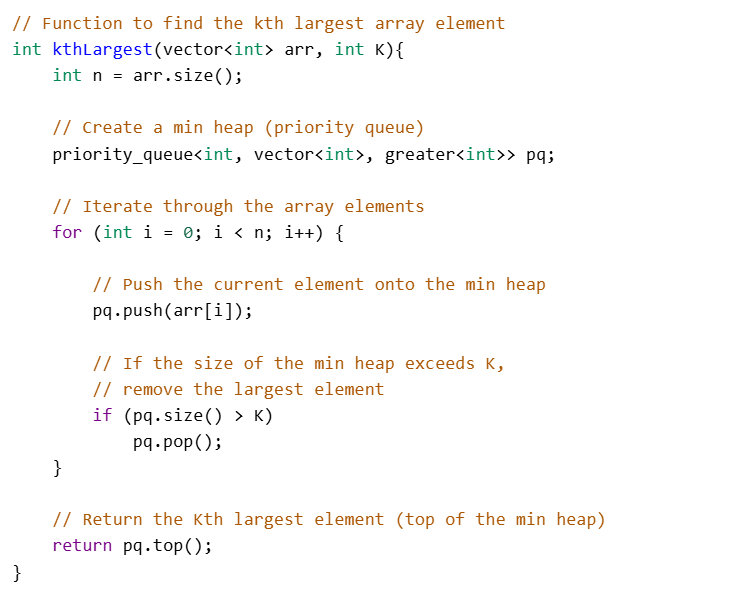 // Function to find the kth largest array element
int kthLargest(vector<int> arr, int K){
    int n = arr.size();

    // Create a min heap (priority queue)
    priority_queue<int, vector<int>, greater<int>> pq;

    // Iterate through the array elements
    for (int i = 0; i < n; i++) {

        // Push the current element onto the min heap
        pq.push(arr[i]);

        // If the size of the min heap exceeds K,
        // remove the largest element
        if (pq.size() > K)
            pq.pop();
    }

    // Return the Kth largest element (top of the min heap)
    return pq.top();
}